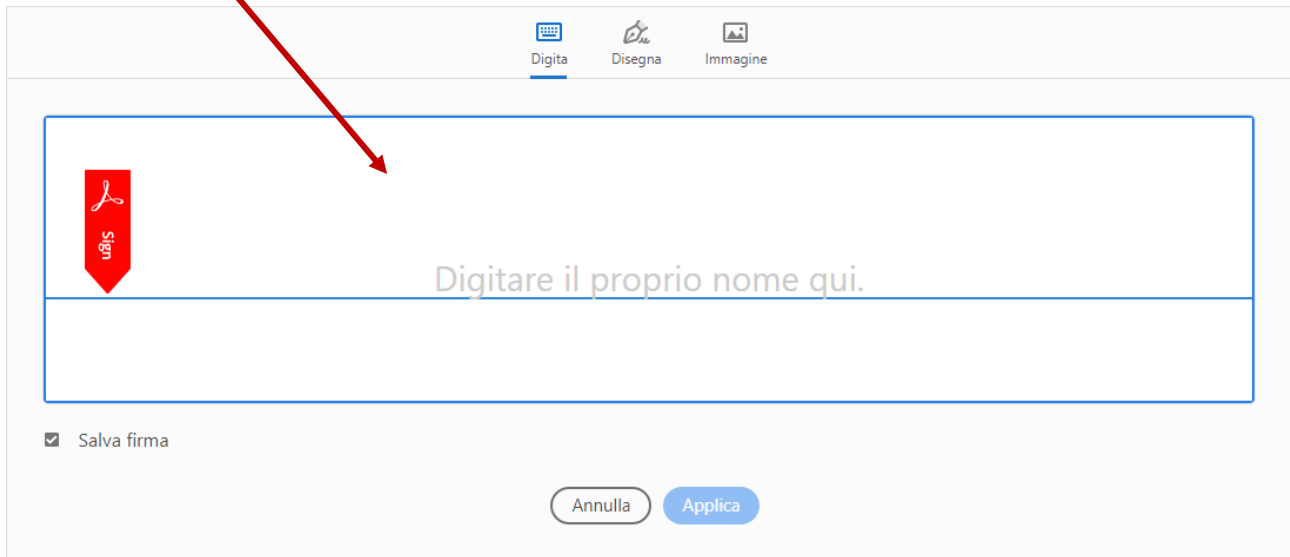 Digita Disegna Immagine
Sign
Digitare il proprio nome qui.
Salva firma
Annulla Applica